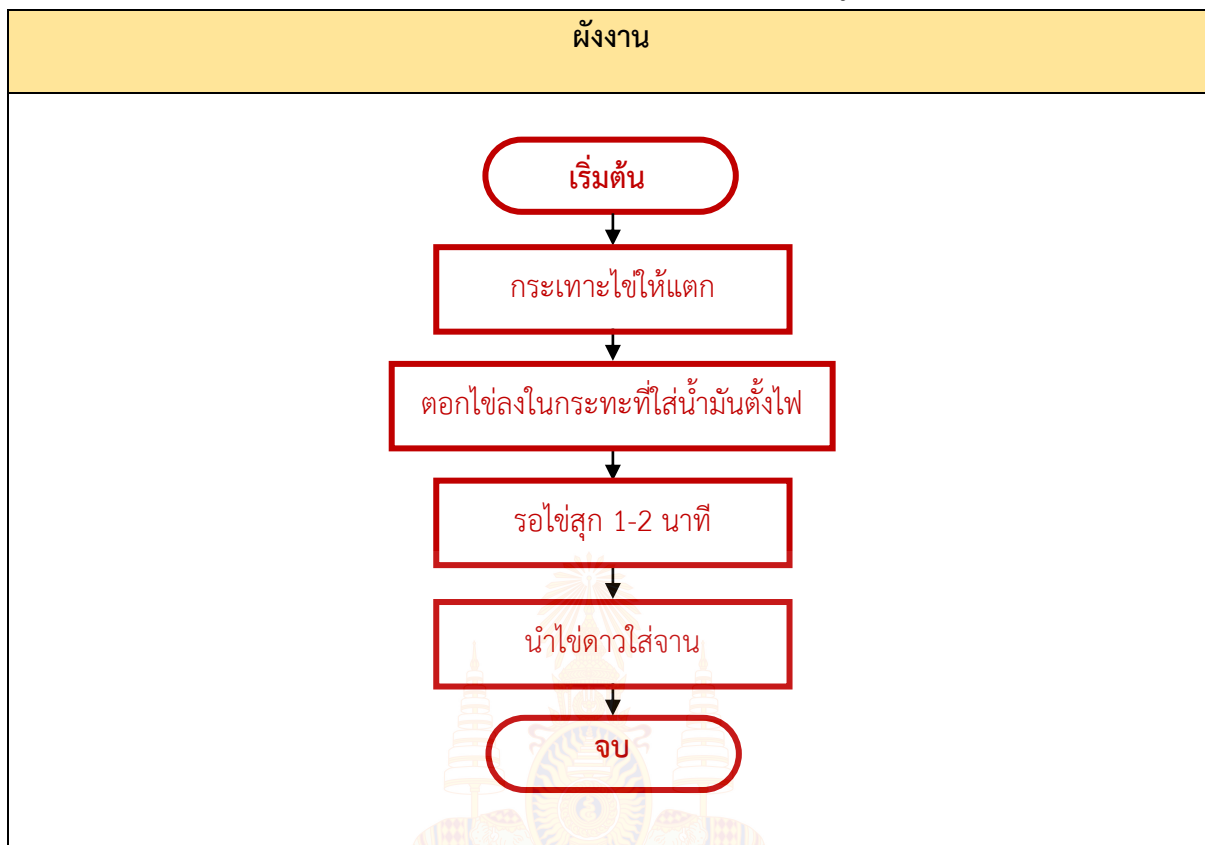 ผังงาน
เริ่มต้น
กระเทาะไข่ให้แตก
ตอกไข่ลงในกระทะที่ใส่น้ำมันตั้งไฟ
รอไข่สุก 1-2 นาที
นำไข่ดาวใส่จาน
จบ